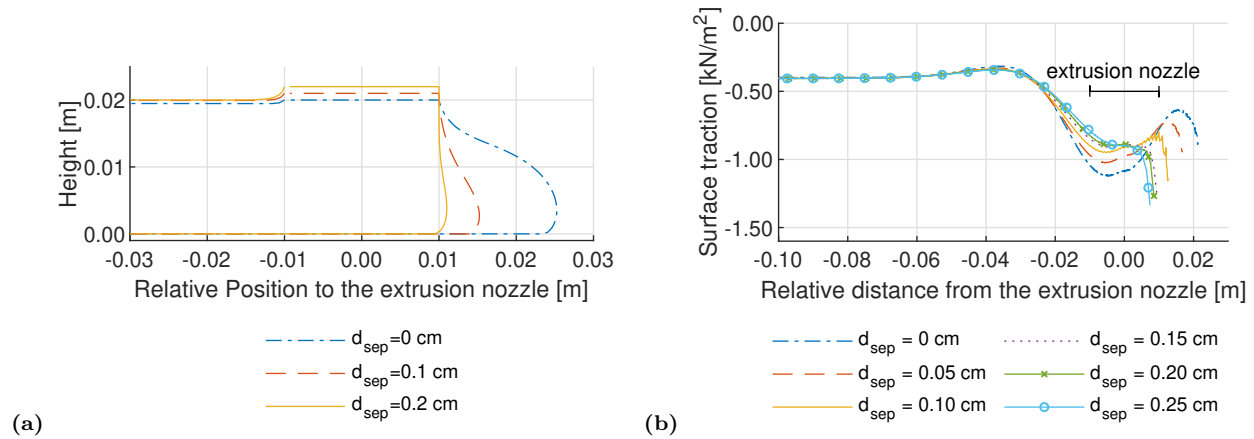 Height [m]
0.02
0.01
0.00
-0.03
-0.02
-0.01
0.00
0.01
0.02
0.03
Relative Position to the extrusion nozzle [m]
d_sep=0 cm
d_sep=0.1 cm
d_sep=0.2 cm
(a)
Surface traction [kN/m²]
0.00
-0.50
-1.00
-1.50
extrusion nozzle
-0.10
-0.08
-0.06
-0.04
-0.02
0.00
0.02
Relative distance from the extrusion nozzle [m]
d_sep = 0 cm
d_sep = 0.05 cm
d_sep = 0.10 cm
d_sep = 0.15 cm
d_sep = 0.20 cm
d_sep = 0.25 cm
(b)